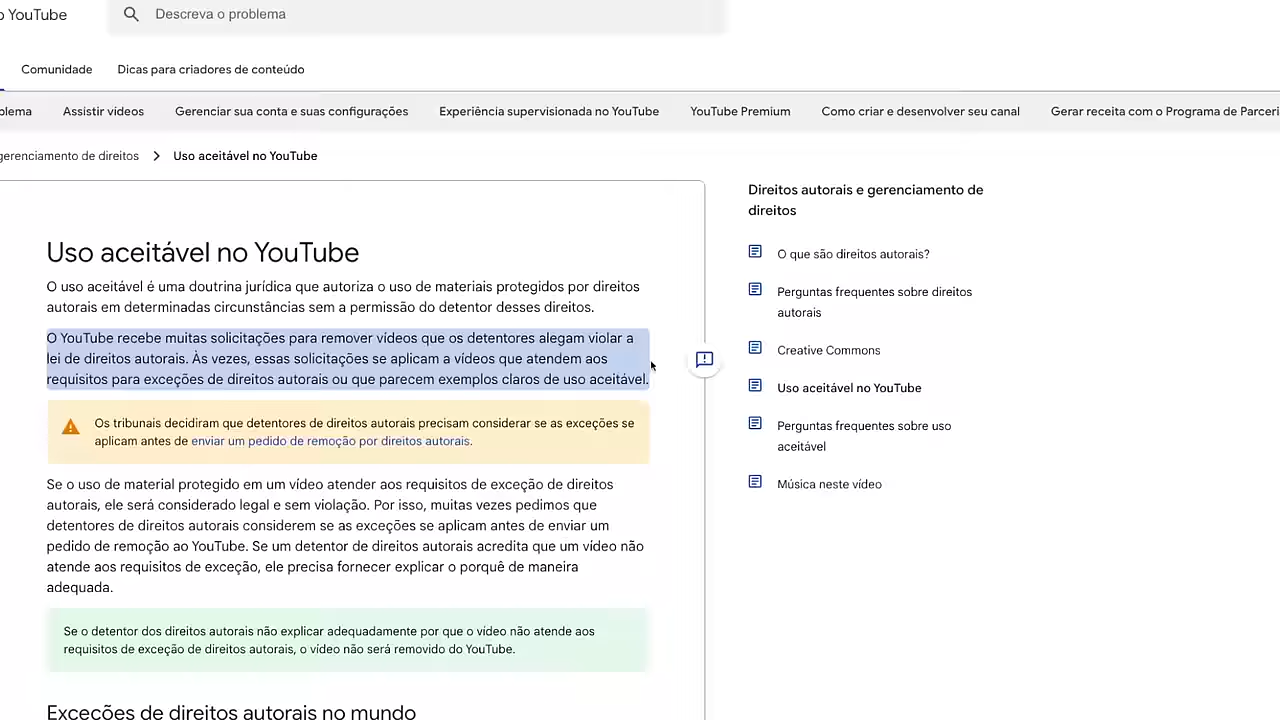 o YouTube
Descreva o problema
Comunidade
Dicas para criadores de conteúdo
Assistir vídeos
Gerenciar sua conta e suas configurações
Experiência supervisionada no YouTube
YouTube Premium
Como criar e desenvolver seu canal
Gerar receita com o Programa de Parceri
gerenciamento de direitos
Uso aceitável no YouTube
Uso aceitável no YouTube
O uso aceitável é uma doutrina jurídica que autoriza o uso de materiais protegidos por direitos
autorais em determinadas circunstâncias sem a permissão do detentor desses direitos.
O YouTube recebe muitas solicitações para remover vídeos que os detentores alegam violar a
lei de direitos autorais. Às vezes, essas solicitações se aplicam a vídeos que atendem aos
requisitos para exceções de direitos autorais ou que parecem exemplos claros de uso aceitável.
Os tribunais decidiram que detentores de direitos autorais precisam considerar se as exceções se
aplicam antes de enviar um pedido de remoção por direitos autorais.
Se o uso de material protegido em um vídeo atender aos requisitos de exceção de direitos
autorais, ele será considerado legal e sem violação. Por isso, muitas vezes pedimos que
detentores de direitos autorais considerem se as exceções se aplicam antes de enviar um
pedido de remoção ao YouTube. Se um detentor de direitos autorais acredita que um vídeo não
atende aos requisitos de exceção, ele precisa fornecer explicar o porquê de maneira
adequada.
Se o detentor dos direitos autorais não explicar adequadamente por que o vídeo não atende aos
requisitos de exceção de direitos autorais, o vídeo não será removido do YouTube.
Exceções de direitos autorais no mundo
Direitos autorais e gerenciamento de
direitos
O que são direitos autorais?
Perguntas frequentes sobre direitos
autorais
Creative Commons
Uso aceitável no YouTube
Perguntas frequentes sobre uso
aceitável
Música neste vídeo